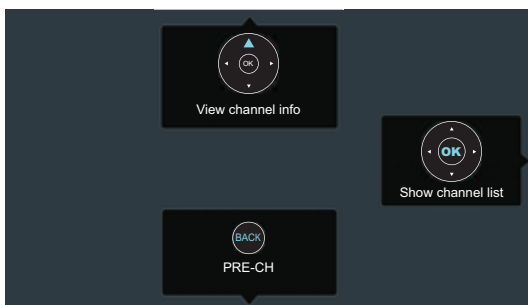 OK
View channel info
OK
Show channel list
BACK
PRE-CH